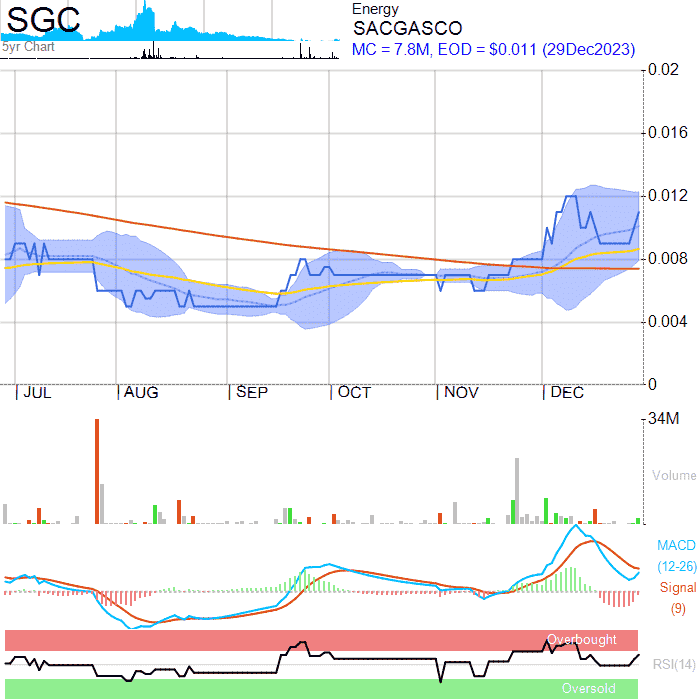 SGC
5yr Chart
Energy
SACGASCO
MC = 7.8M, EOD = $0.011 (29Dec2023)
0.02
0.016
0.012
0.008
0.004
0
JUL AUG SEP OCT NOV DEC
34M
Volume
MACD
(12-26)
Signal
(9)
Overbought
RSI(14)
Oversold